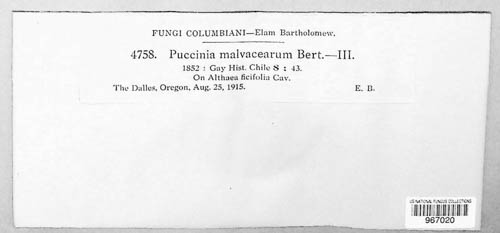 FUNGI COLUMBIANI—Elam Bartholomew.
4758. Puccinia malvacearum Bert.—III.
1852 : Gay Hist. Chile 8 : 43.
On Althaea ficifolia Cav.
The Dalles, Oregon, Aug. 25, 1915. E. B.
US NATIONAL FUNGUS COLLECTIONS
967020